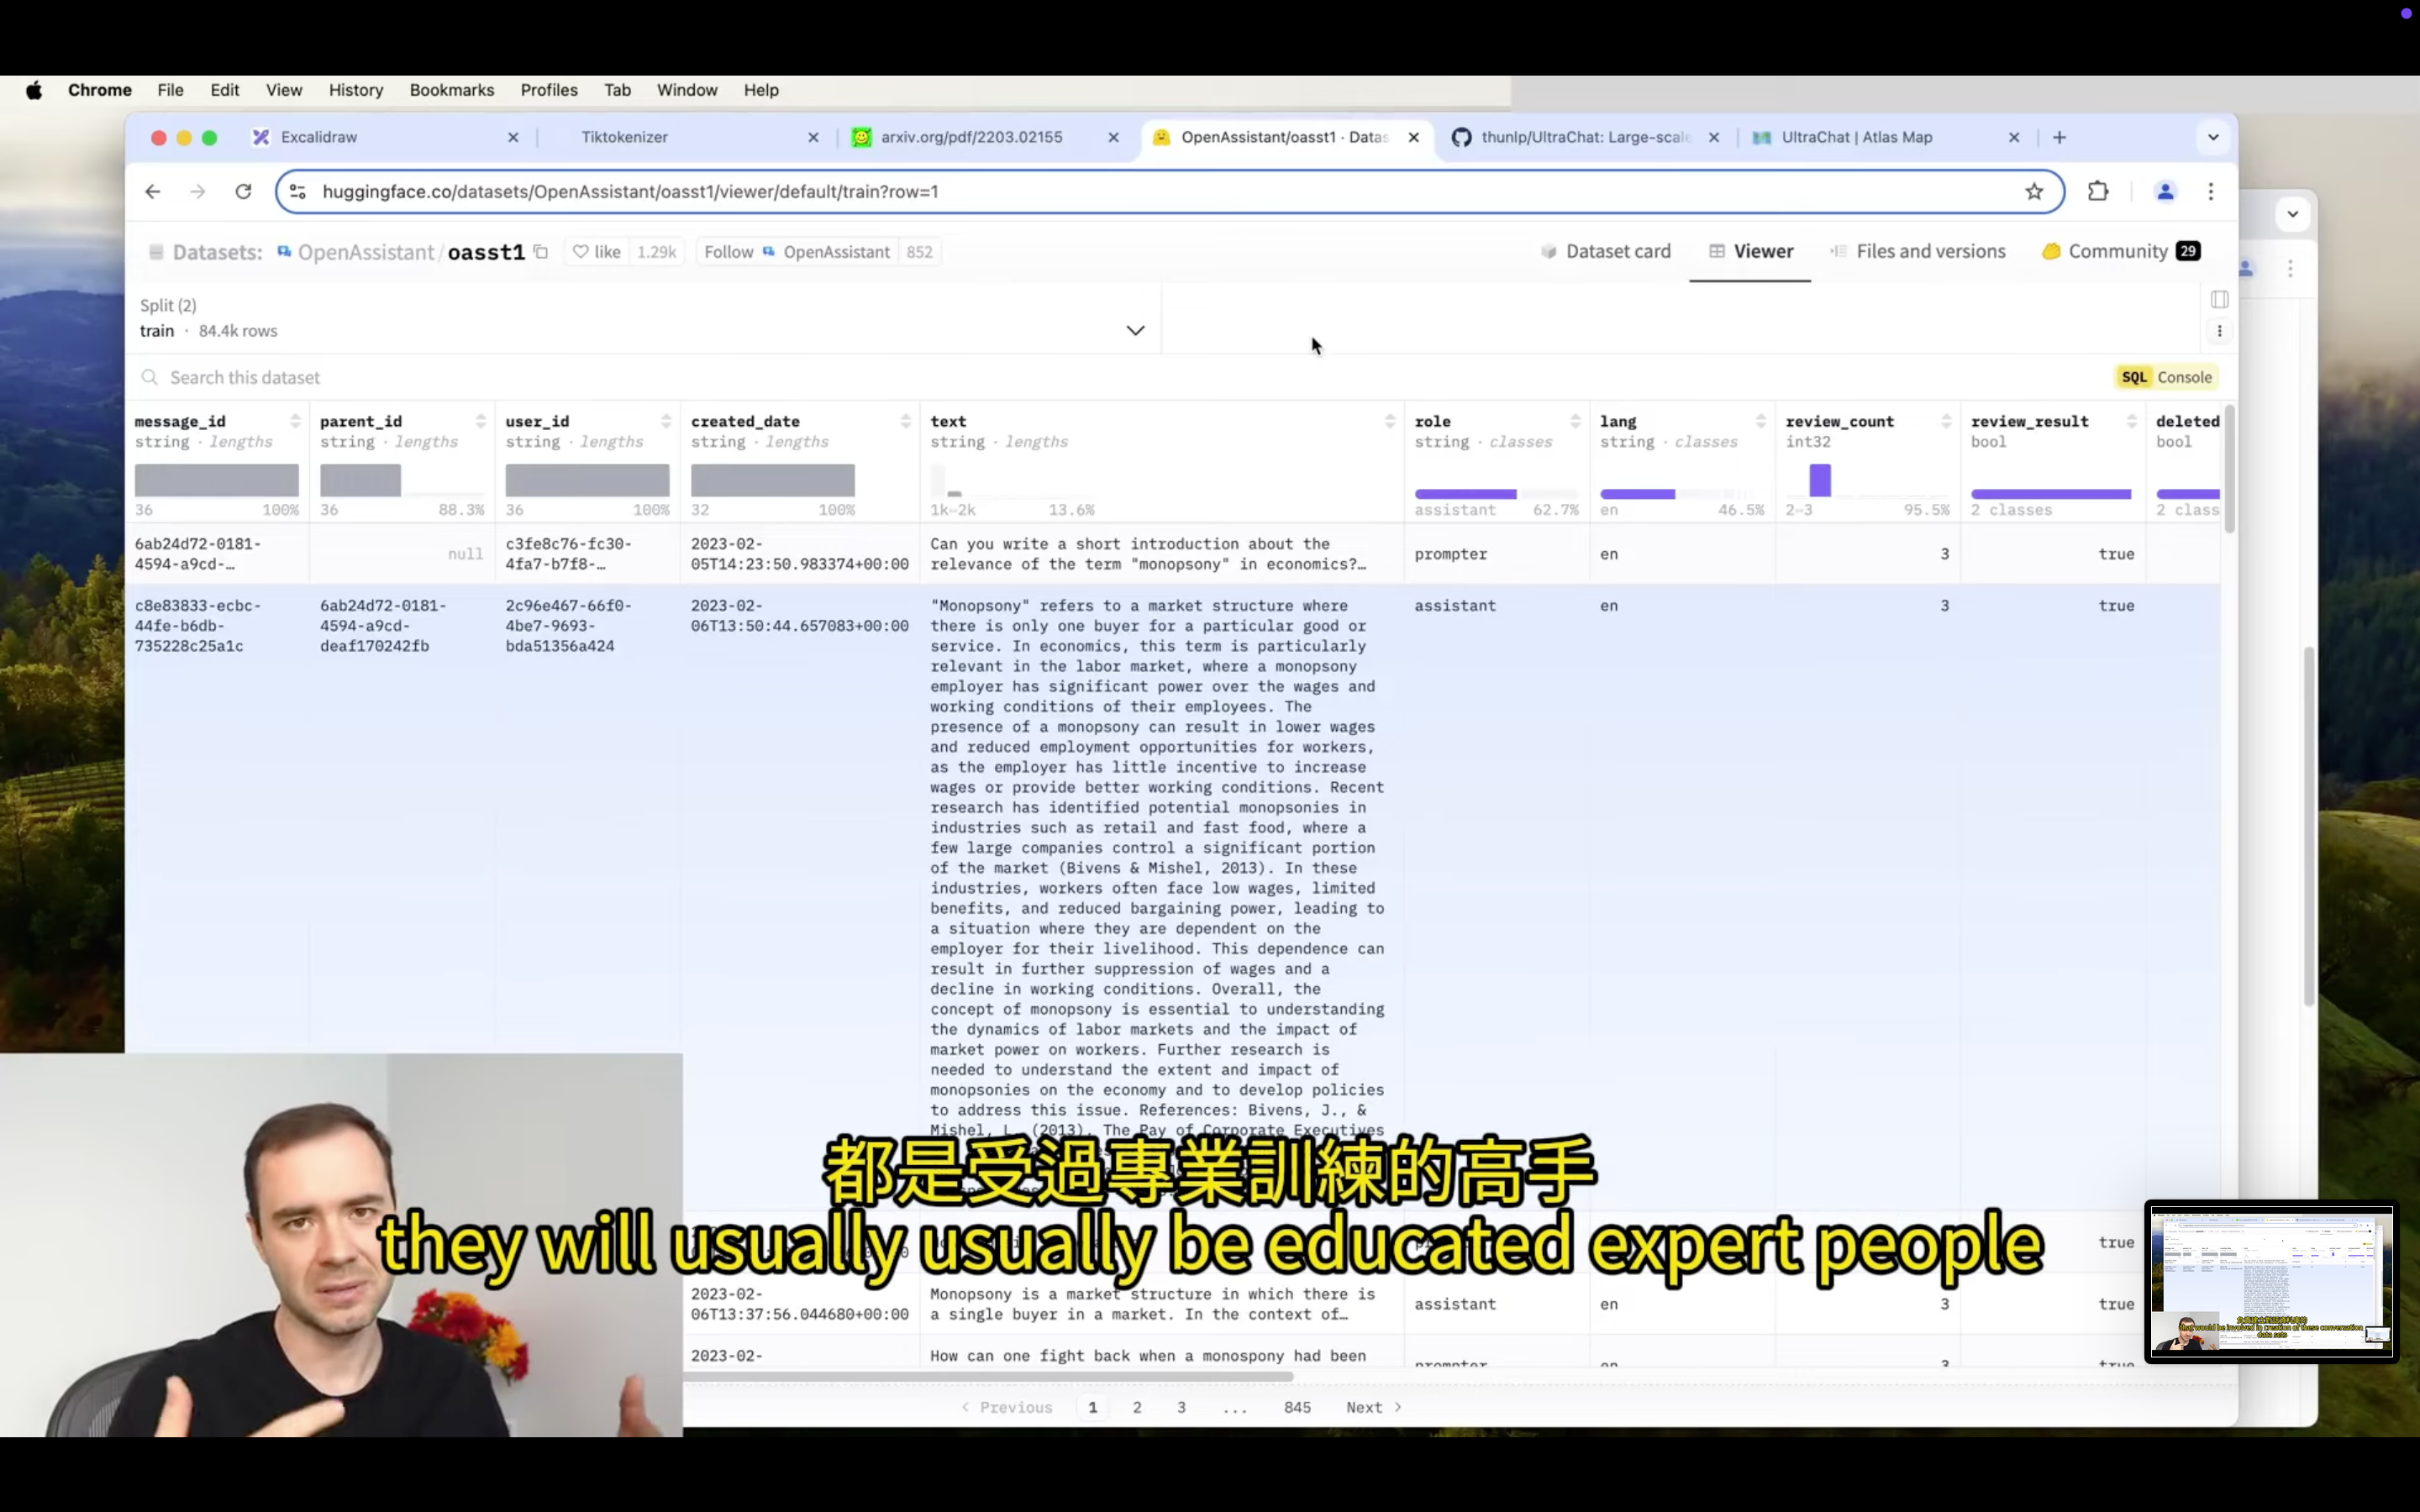 Chrome File Edit View History Bookmarks Profiles Tab Window Help
Excalidraw
Tiktokenizer
arxiv.org/pdf/2203.02155
OpenAssistant/oasst1 · Datas
thunlp/UltraChat: Large-scale
UltraChat | Atlas Map
huggingface.co/datasets/OpenAssistant/oasst1/viewer/default/train?row=1
Datasets: OpenAssistant/oasst1 like 1.29k Follow OpenAssistant 852
Dataset card Viewer Files and versions Community 29
Split (2)
train · 84.4k rows
Search this dataset
SQL Console
message_id parent_id user_id created_date text role lang review_count review_result deleted
string · lengths string · lengths string · lengths string · lengths string · lengths string · classes string · classes int32 bool bool
36 100% 36 88.3% 36 100% 32 100% 1k↔2k 13.6% assistant 62.7% en 46.5% 2↔3 95.5% 2 classes 2 class
6ab24d72-0181-
4594-a9cd-…
null
c3fe8c76-fc30-
4fa7-b7f8-…
2023-02-
05T14:23:50.983374+00:00
Can you write a short introduction about the
relevance of the term "monopsony" in economics?…
prompter
en
3
true
c8e83833-ecbc-
44fe-b6db-
735228c25a1c
6ab24d72-0181-
4594-a9cd-
deaf170242fb
2c96e467-66f0-
4be7-9693-
bda51356a424
2023-02-
06T13:50:44.657083+00:00
"Monopsony" refers to a market structure where
there is only one buyer for a particular good or
service. In economics, this term is particularly
relevant in the labor market, where a monopsony
employer has significant power over the wages and
working conditions of their employees. The
presence of a monopsony can result in lower wages
and reduced employment opportunities for workers,
as the employer has little incentive to increase
wages or provide better working conditions. Recent
research has identified potential monopsonies in
industries such as retail and fast food, where a
few large companies control a significant portion
of the market (Bivens & Mishel, 2013). In these
industries, workers often face low wages, limited
benefits, and reduced bargaining power, leading to
a situation where they are dependent on the
employer for their livelihood. This dependence can
result in further suppression of wages and a
decline in working conditions. Overall, the
concept of monopsony is essential to understanding
the dynamics of labor markets and the impact of
market power on workers. Further research is
needed to understand the extent and impact of
monopsonies on the economy and to develop policies
to address this issue. References: Bivens, J., &
Mishel, L. (2013). The Pay of Corporate Executives
assistant
en
3
true
都是受過專業訓練的高手
they will usually usually be educated expert people
true
2023-02-
06T13:37:56.044680+00:00
Monopsony is a market structure in which there is
a single buyer in a market. In the context of…
assistant
en
3
true
2023-02-
How can one fight back when a monospony had been
prompter
en
3
true
Previous 1 2 3 ... 845 Next
that would be involved in creation of these conversation
data sets